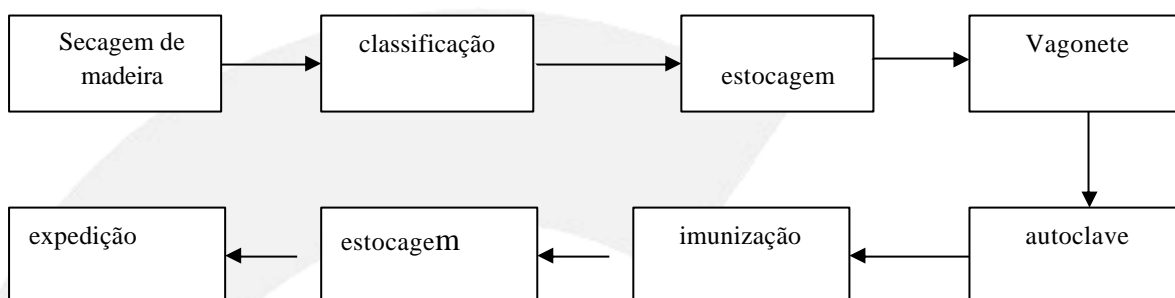 Secagem de
madeira
classificação
estocagem
Vagonete
expedição
estocagem
imunização
autoclave